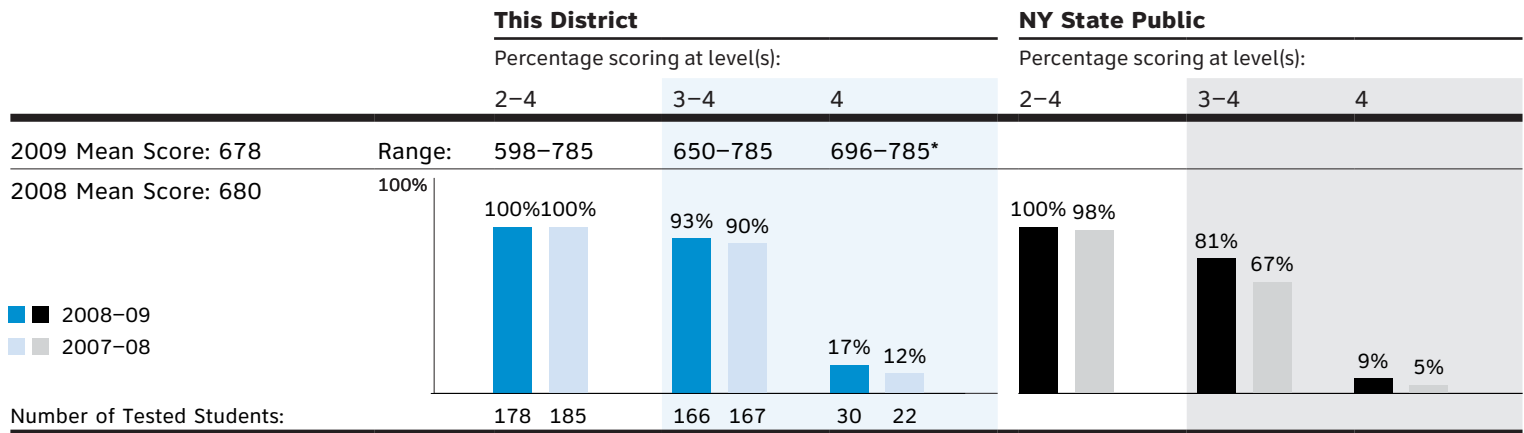 This District NY State Public
Percentage scoring at level(s): Percentage scoring at level(s):
2–4 3–4 4 2–4 3–4 4
2009 Mean Score: 678 Range: 598–785 650–785 696–785*
2008 Mean Score: 680 100%
100%100% 93% 90% 17% 12% 100% 98% 81% 67% 9% 5%
2008–09
2007–08
Number of Tested Students: 178 185 166 167 30 22